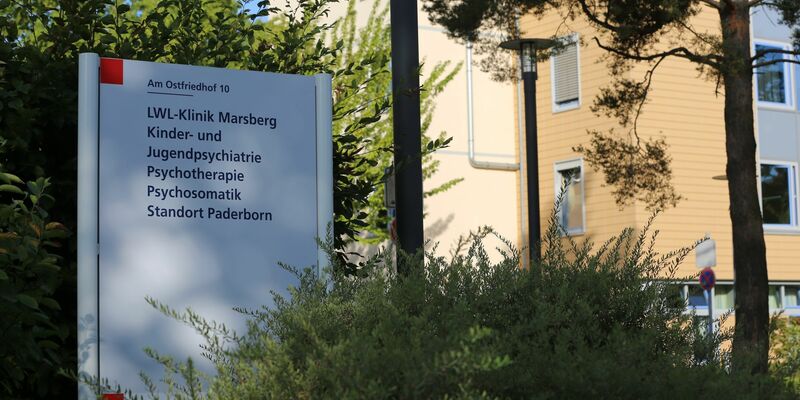 Am Ostfriedhof 10
LWL-Klinik Marsberg
Kinder- und
Jugendpsychiatrie
Psychotherapie
Psychosomatik
Standort Paderborn